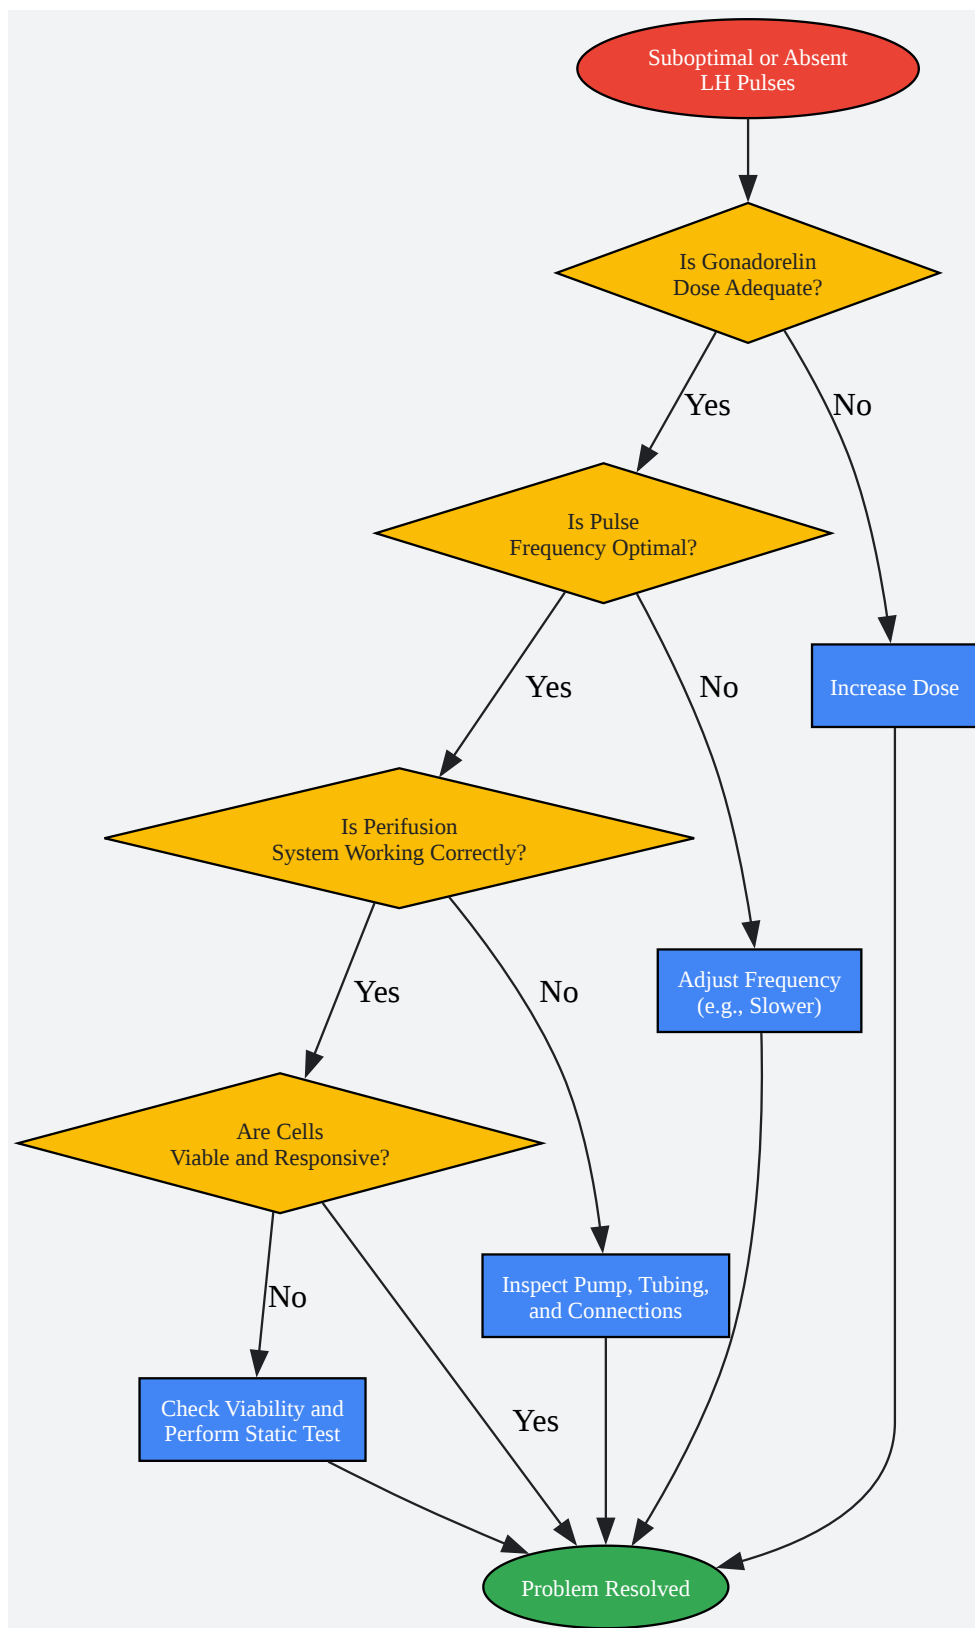 Suboptimal or Absent
LH Pulses
Is Gonadorelin
Dose Adequate?
Yes
No
Is Pulse
Frequency Optimal?
Yes
No
Increase Dose
Is Perifusion
System Working Correctly?
Yes
No
Adjust Frequency
(e.g., Slower)
Are Cells
Viable and Responsive?
No
Yes
Inspect Pump, Tubing,
and Connections
Check Viability and
Perform Static Test
Problem Resolved